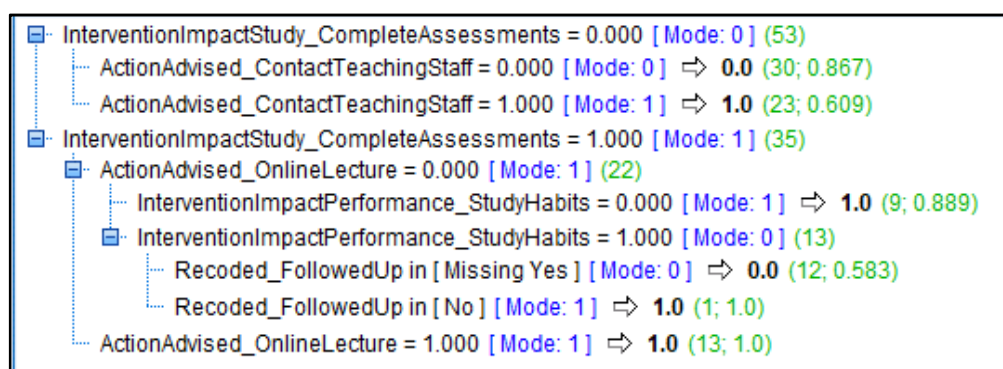 InterventionImpactStudy_CompleteAssessments = 0.000 [ Mode: 0 ] (53)
ActionAdvised_ContactTeachingStaff = 0.000 [ Mode: 0 ] ⇨ 0.0 (30; 0.867)
ActionAdvised_ContactTeachingStaff = 1.000 [ Mode: 1 ] ⇨ 1.0 (23; 0.609)
InterventionImpactStudy_CompleteAssessments = 1.000 [ Mode: 1 ] (35)
ActionAdvised_OnlineLecture = 0.000 [ Mode: 1 ] (22)
InterventionImpactPerformance_StudyHabits = 0.000 [ Mode: 1 ] ⇨ 1.0 (9; 0.889)
InterventionImpactPerformance_StudyHabits = 1.000 [ Mode: 0 ] (13)
Recoded_FollowedUp in [ Missing Yes ] [ Mode: 0 ] ⇨ 0.0 (12; 0.583)
Recoded_FollowedUp in [ No ] [ Mode: 1 ] ⇨ 1.0 (1; 1.0)
ActionAdvised_OnlineLecture = 1.000 [ Mode: 1 ] ⇨ 1.0 (13; 1.0)